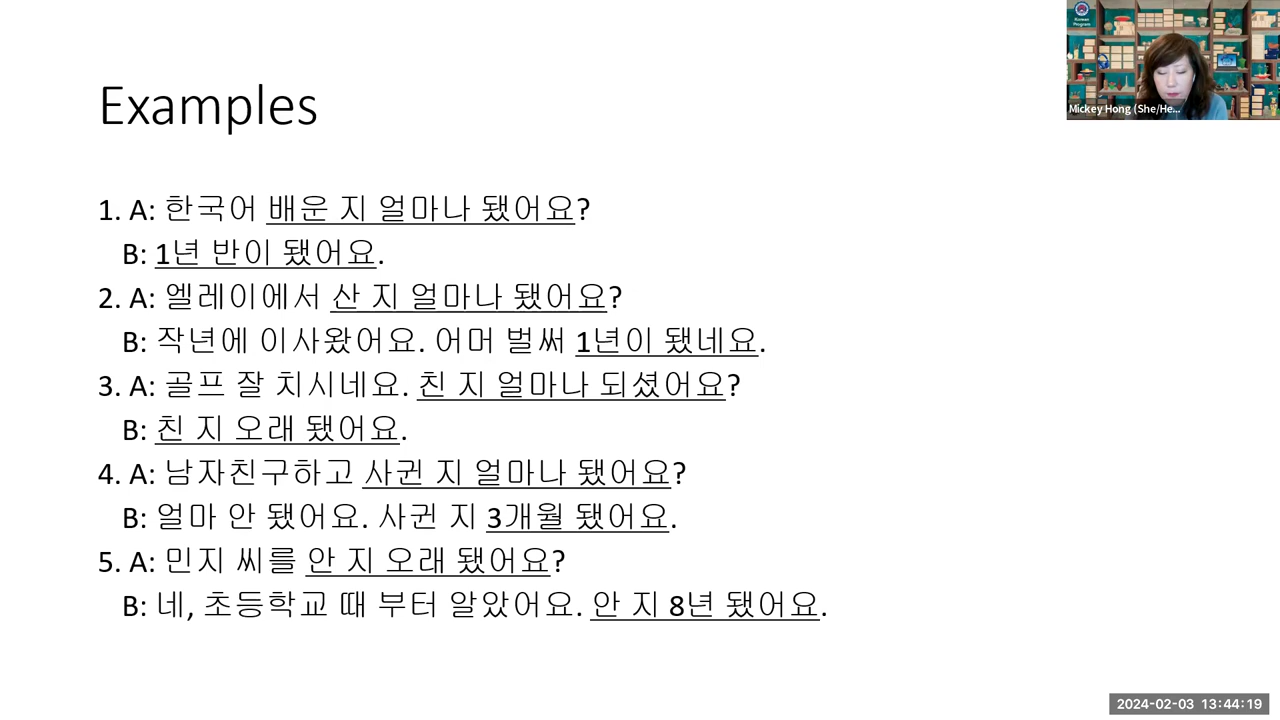 Korean
Program
Mickey Hong (She/He...
Examples
1. A: 한국어 배운 지 얼마나 됐어요?
B: 1년 반이 됐어요.
2. A: 엘레이에서 산 지 얼마나 됐어요?
B: 작년에 이사왔어요. 어머 벌써 1년이 됐네요.
3. A: 골프 잘 치시네요. 친 지 얼마나 되셨어요?
B: 친 지 오래 됐어요.
4. A: 남자친구하고 사귄 지 얼마나 됐어요?
B: 얼마 안 됐어요. 사귄 지 3개월 됐어요.
5. A: 민지 씨를 안 지 오래 됐어요?
B: 네, 초등학교 때 부터 알았어요. 안 지 8년 됐어요.
2024-02-03 13:44:19